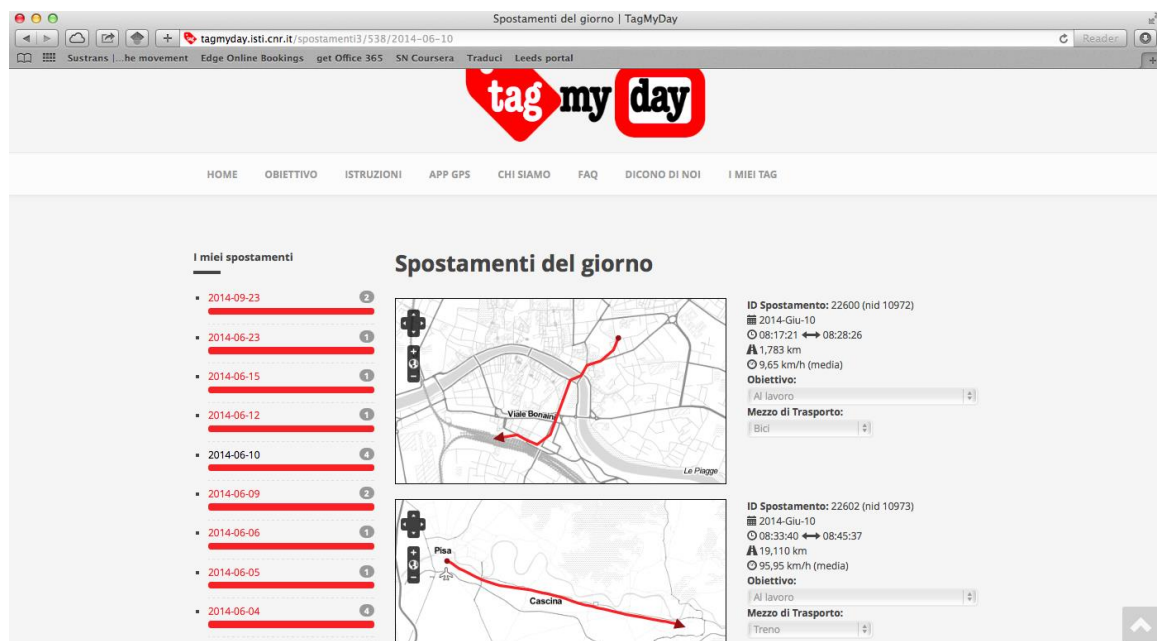 Spostamenti del giorno | TagMyDay
tagmyday.isti.cnr.it/spostamenti3/538/2014-06-10
Reader
Sustrans |...he movement Edge Online Bookings get Office 365 SN Coursera Traduci Leeds portal
tag my day
HOME OBIETTIVO ISTRUZIONI APP GPS CHI SIAMO FAQ DICONO DI NOI I MIEI TAG
I miei spostamenti
2014-09-23 2
2014-06-23 1
2014-06-15 1
2014-06-12 1
2014-06-10 4
2014-06-09 2
2014-06-06 1
2014-06-05 1
2014-06-04 4
Spostamenti del giorno
Viale Bonaini
Le Piagge
ID Spostamento: 22600 (nid 10972)
2014-Giu-10
08:17:21 ⟷ 08:28:26
1,783 km
9,65 km/h (media)
Obiettivo:
Al lavoro
Mezzo di Trasporto:
Bici
Pisa
Cascina
ID Spostamento: 22602 (nid 10973)
2014-Giu-10
08:33:40 ⟷ 08:45:37
19,110 km
95,95 km/h (media)
Obiettivo:
Al lavoro
Mezzo di Trasporto:
Treno